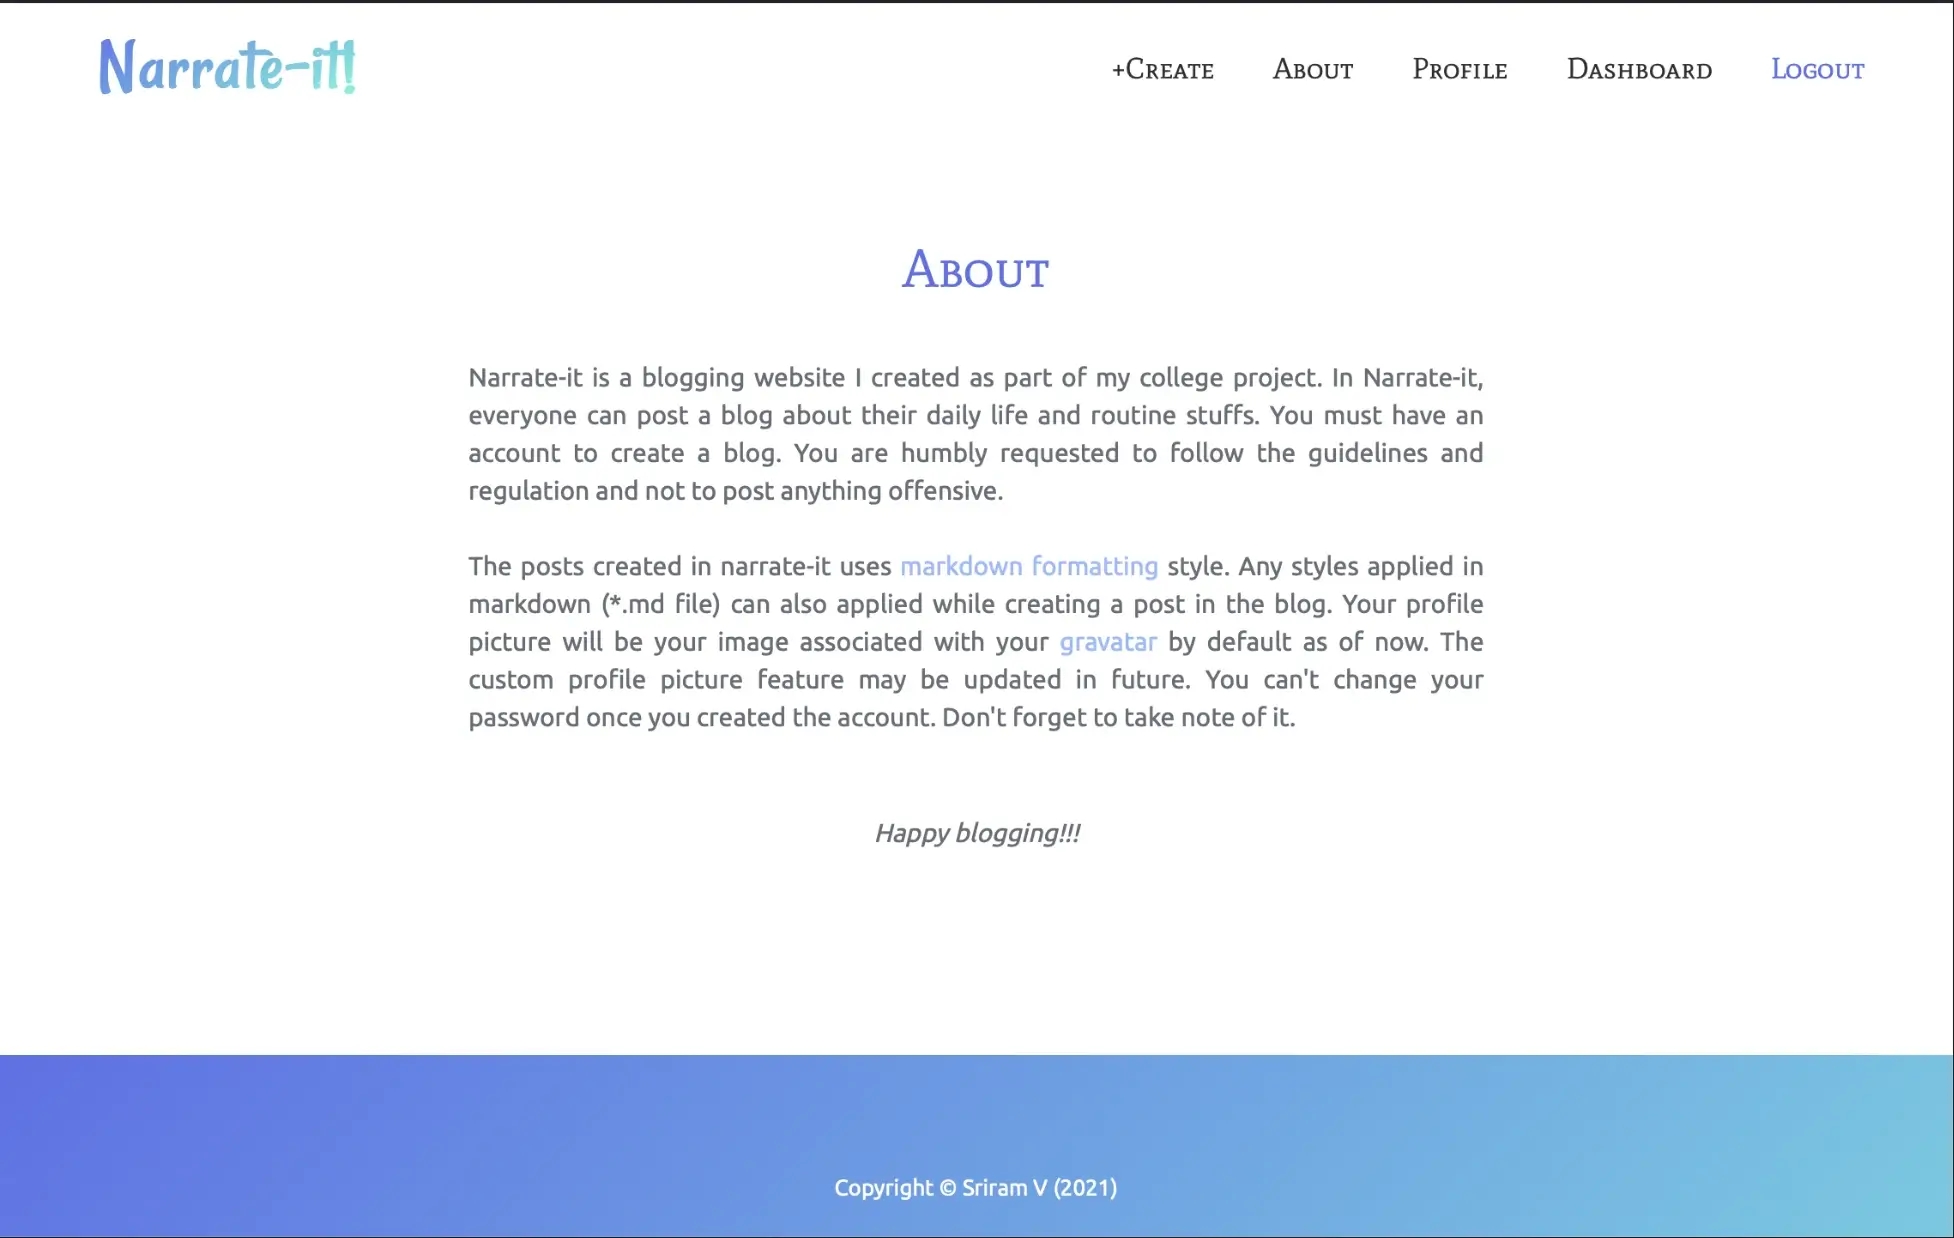 Narrate-it!
+Create About Profile Dashboard Logout
About
Narrate-it is a blogging website I created as part of my college project. In Narrate-it,
everyone can post a blog about their daily life and routine stuffs. You must have an
account to create a blog. You are humbly requested to follow the guidelines and
regulation and not to post anything offensive.
The posts created in narrate-it uses markdown formatting style. Any styles applied in
markdown (*.md file) can also applied while creating a post in the blog. Your profile
picture will be your image associated with your gravatar by default as of now. The
custom profile picture feature may be updated in future. You can't change your
password once you created the account. Don't forget to take note of it.
Happy blogging!!!
Copyright © Sriram V (2021)